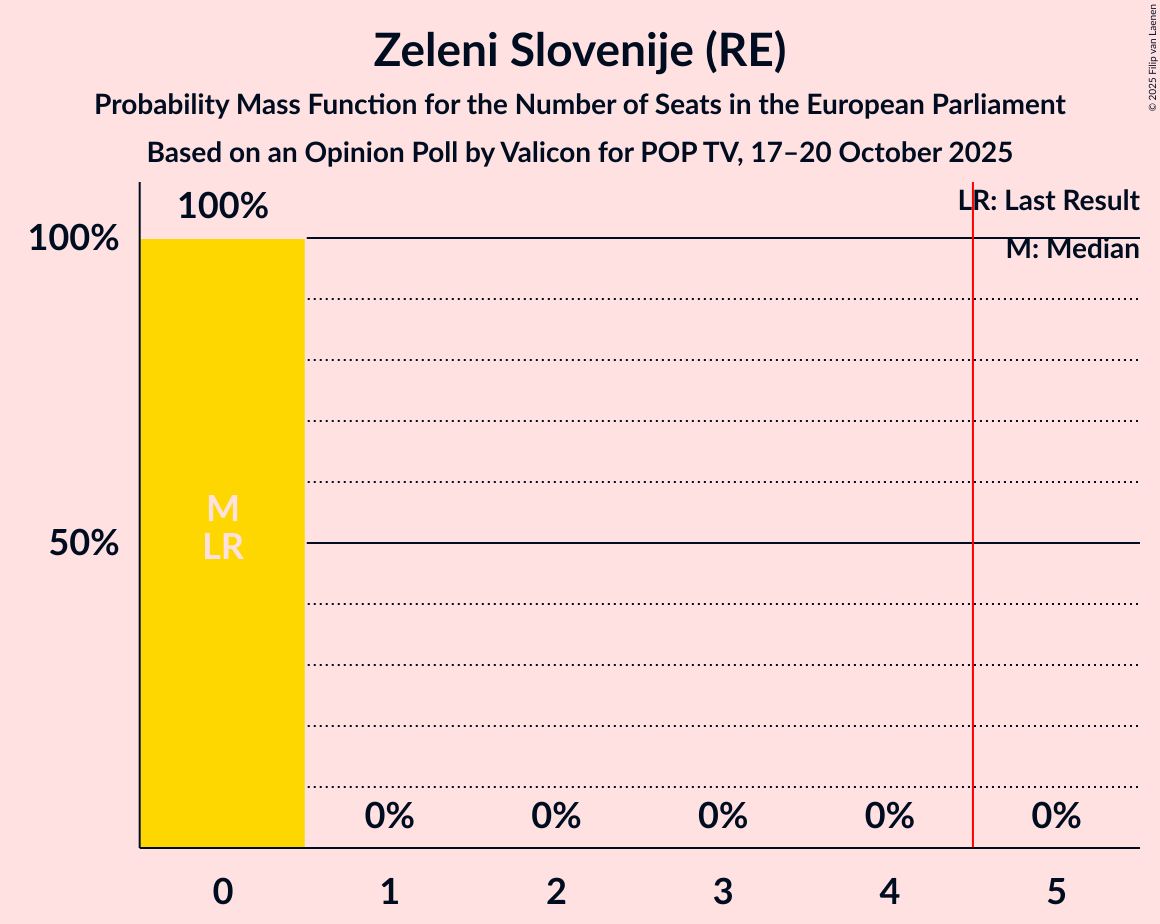 Zeleni Slovenije (RE)
Probability Mass Function for the Number of Seats in the European Parliament
Based on an Opinion Poll by Valicon for POP TV, 17–20 October 2025
© 2025 Filip van Laenen
LR: Last Result
M: Median
100%
100%
50%
M
LR
0%
0%
0%
0%
0%
0
1
2
3
4
5